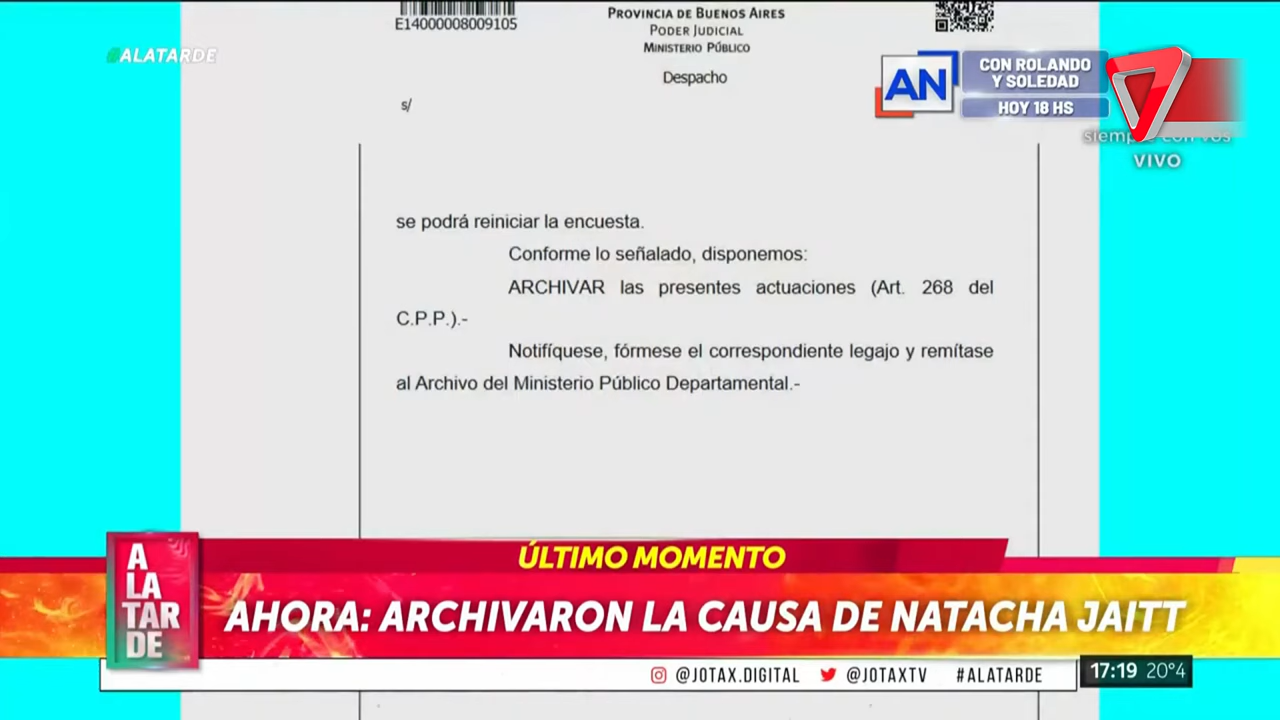 E14000008009105
PROVINCIA DE BUENOS AIRES
PODER JUDICIAL
MINISTERIO PÚBLICO
Despacho
s/
#ALATARDE
AN
CON ROLANDO
Y SOLEDAD
HOY 18 HS
siempre con vos
VIVO
se podrá reiniciar la encuesta.
Conforme lo señalado, disponemos:
ARCHIVAR las presentes actuaciones (Art. 268 del
C.P.P.).-
Notifíquese, fórmese el correspondiente legajo y remítase
al Archivo del Ministerio Público Departamental.-
A
LA
TAR
DE
ÚLTIMO MOMENTO
AHORA: ARCHIVARON LA CAUSA DE NATACHA JAITT
@JOTAX.DIGITAL @JOTAXTV #ALATARDE
17:19 20°4